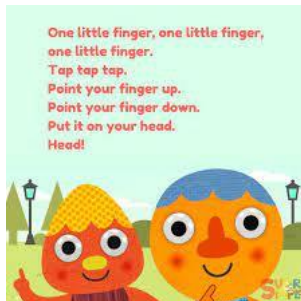 One little finger, one little finger,
one little finger.
Tap tap tap.
Point your finger up.
Point your finger down.
Put it on your head.
Head!